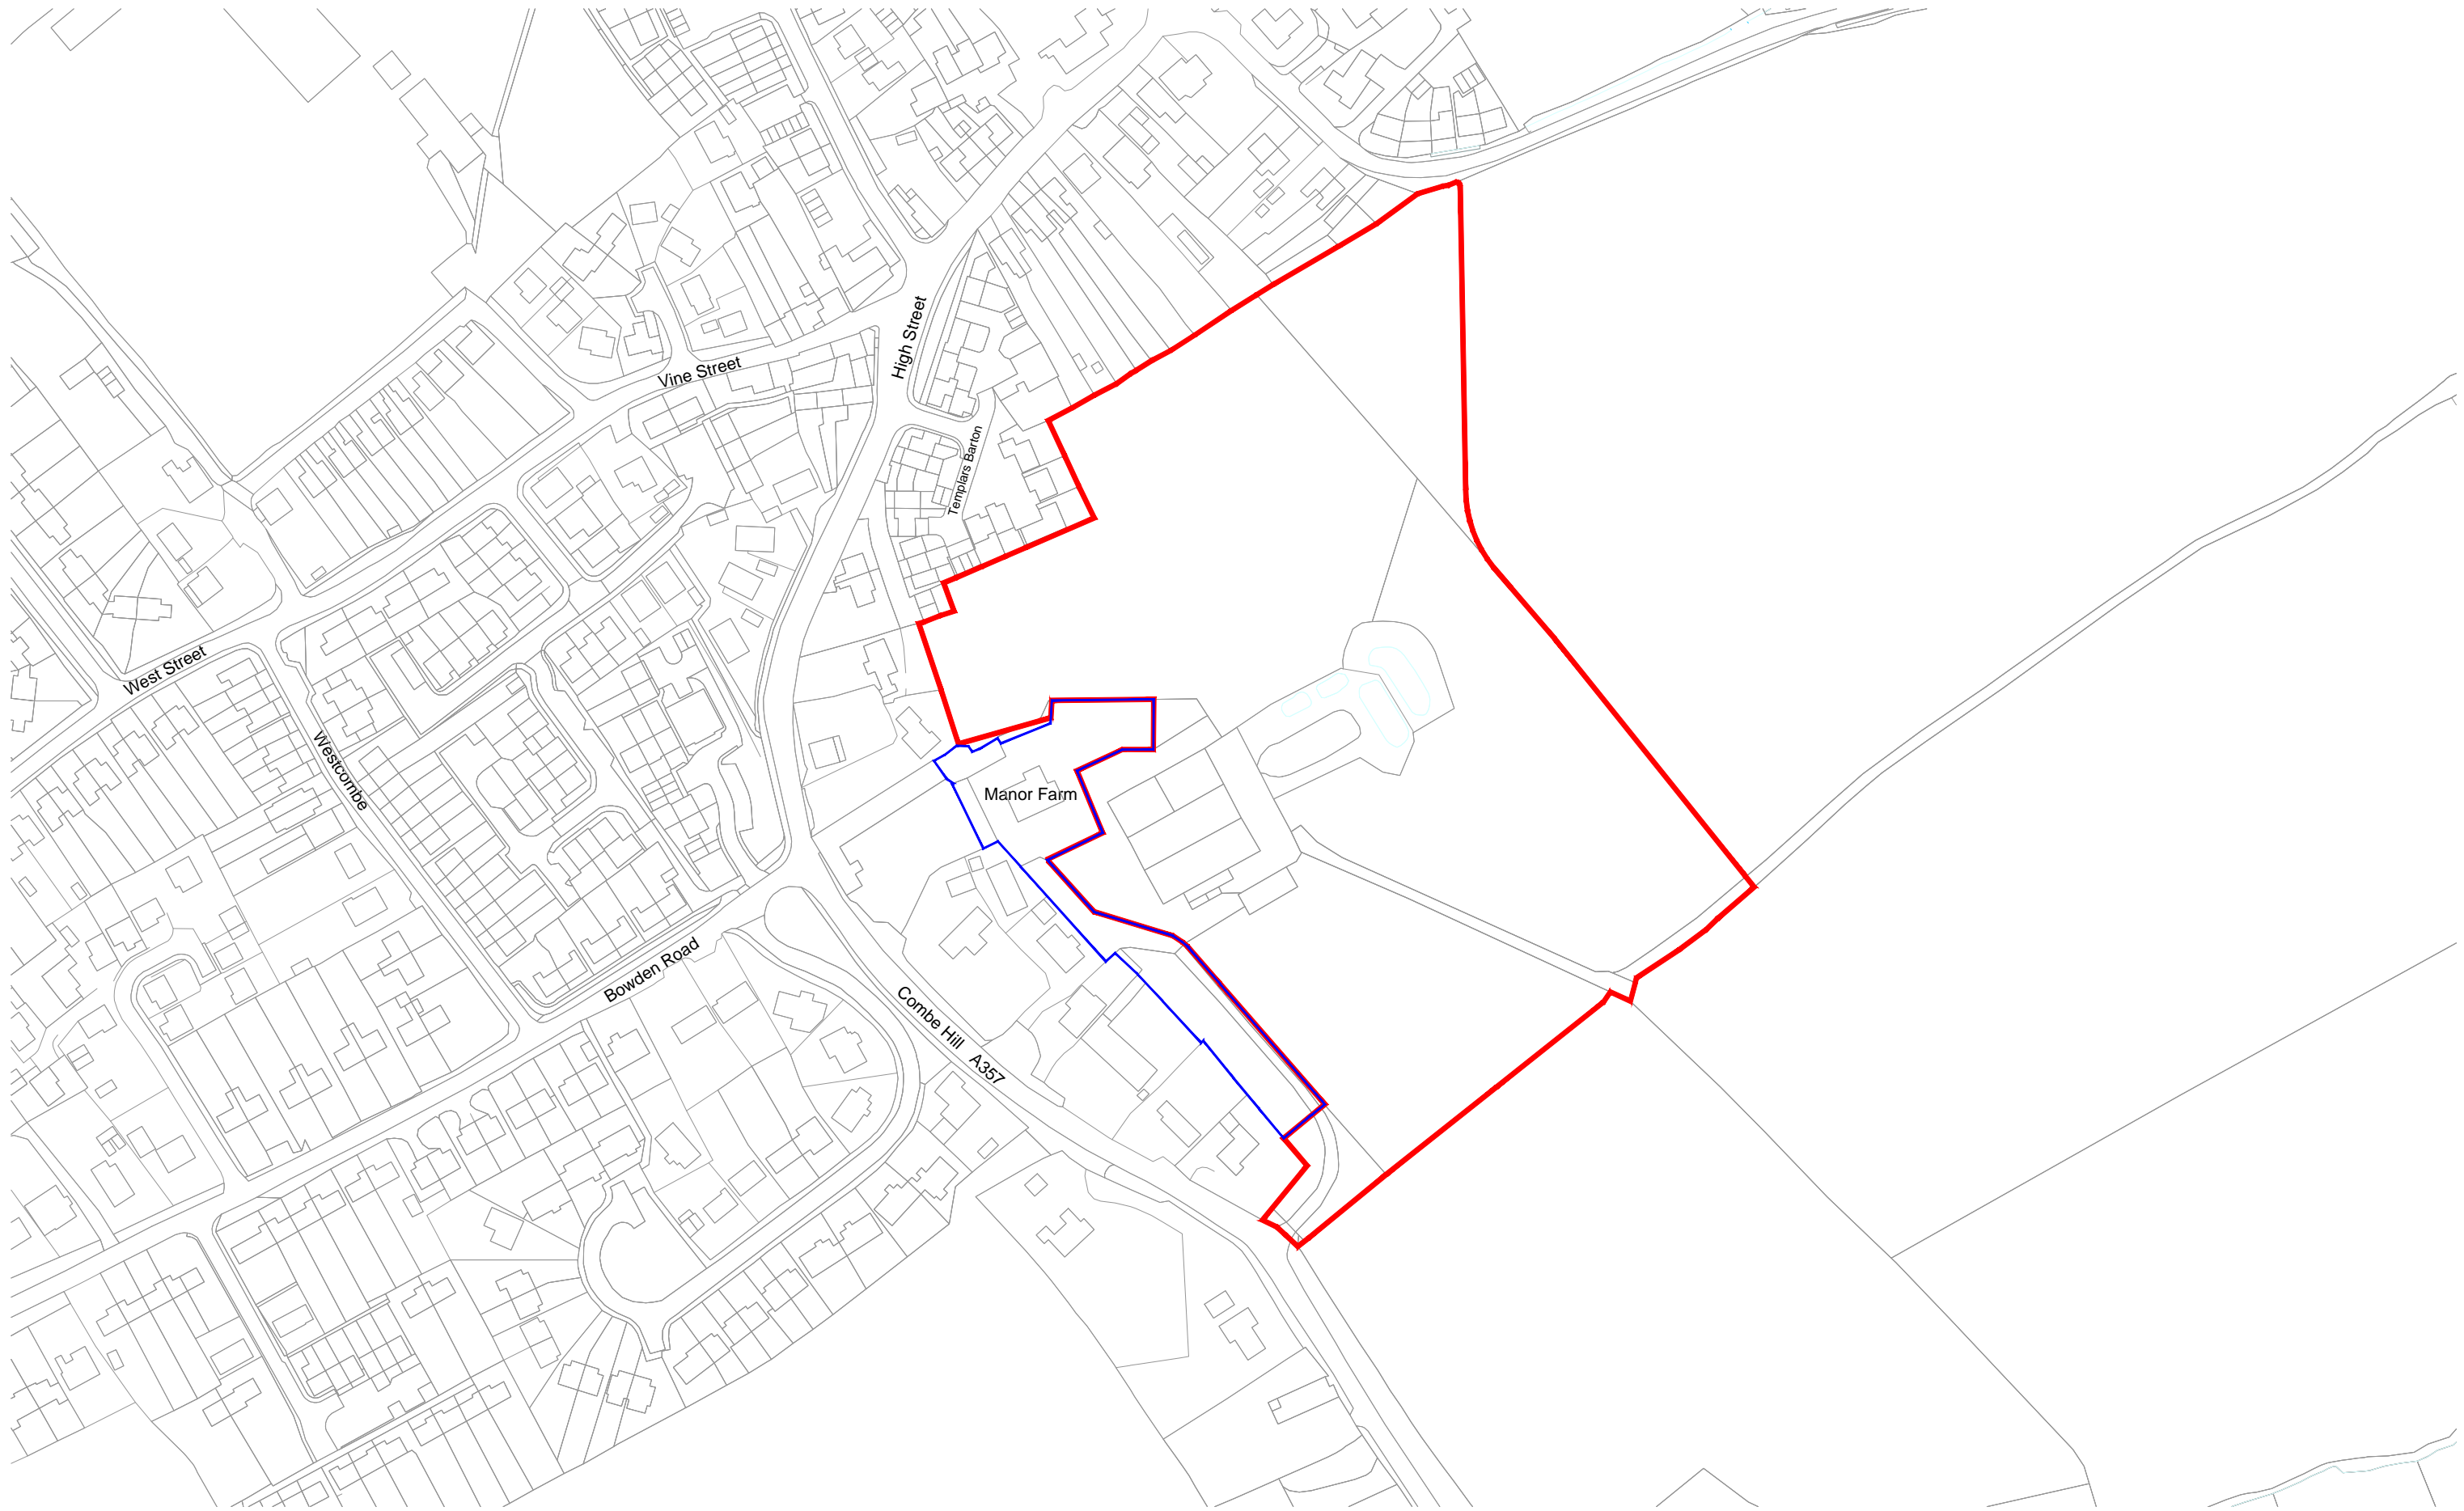 High Street
Vine Street
Templars Barton
West Street
Westcombe
Manor Farm
Bowden Road
Combe Hill A357